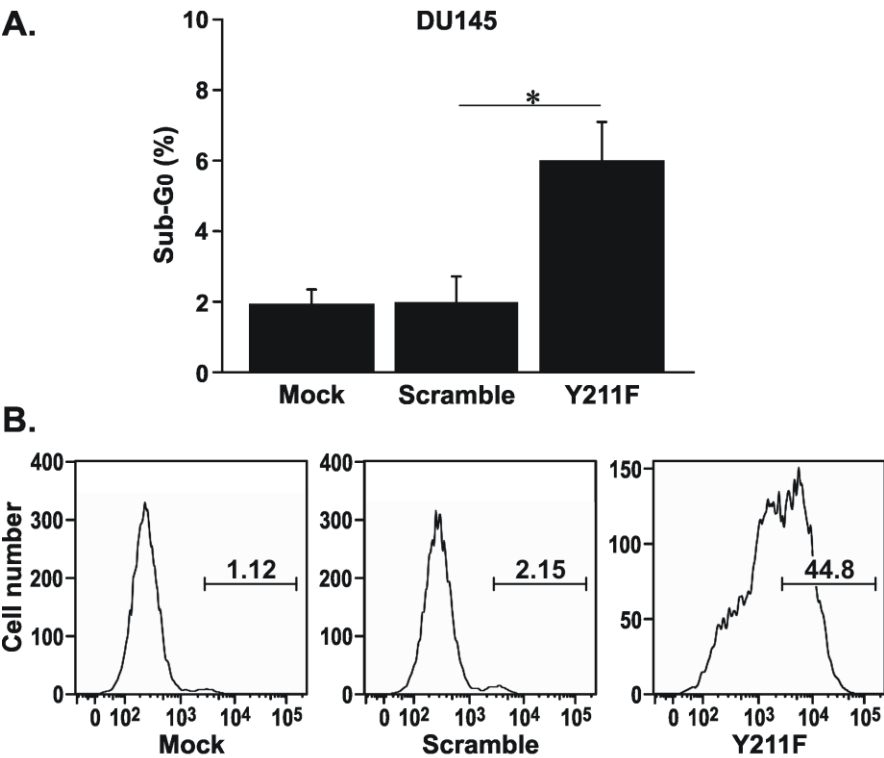 A.
DU145
10
8
6
4
2
0
Sub-G0 (%)
*
Mock Scramble Y211F
B.
Cell number
400
300
200
100
0
1.12
0 10² 10³ 10⁴ 10⁵
Mock
400
300
200
100
0
2.15
0 10² 10³ 10⁴ 10⁵
Scramble
150
100
50
0
44.8
0 10² 10³ 10⁴ 10⁵
Y211F